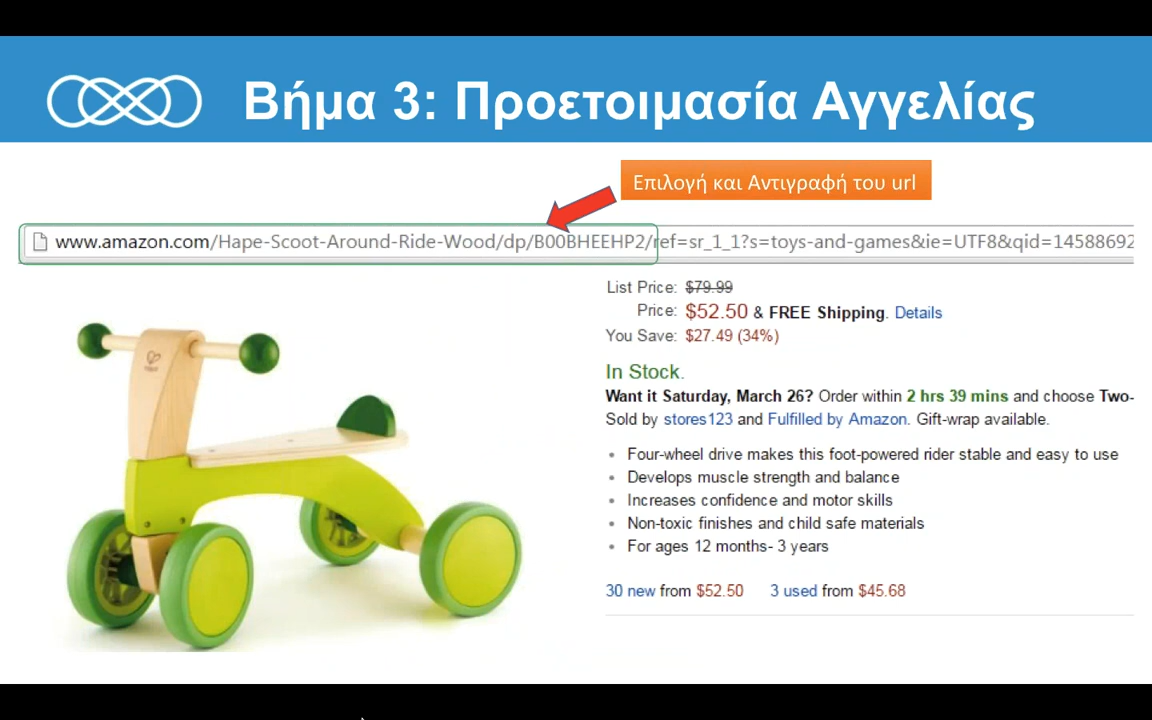 Βήμα 3: Προετοιμασία Αγγελίας
Επιλογή και Αντιγραφή του url
www.amazon.com/Hape-Scoot-Around-Ride-Wood/dp/B00BHEEHP2/ref=sr_1_1?s=toys-and-games&ie=UTF8&qid=14588692
List Price: $79.99
Price: $52.50 & FREE Shipping. Details
You Save: $27.49 (34%)
In Stock.
Want it Saturday, March 26? Order within 2 hrs 39 mins and choose Two-
Sold by stores123 and Fulfilled by Amazon. Gift-wrap available.
• Four-wheel drive makes this foot-powered rider stable and easy to use
• Develops muscle strength and balance
• Increases confidence and motor skills
• Non-toxic finishes and child safe materials
• For ages 12 months- 3 years
30 new from $52.50 3 used from $45.68